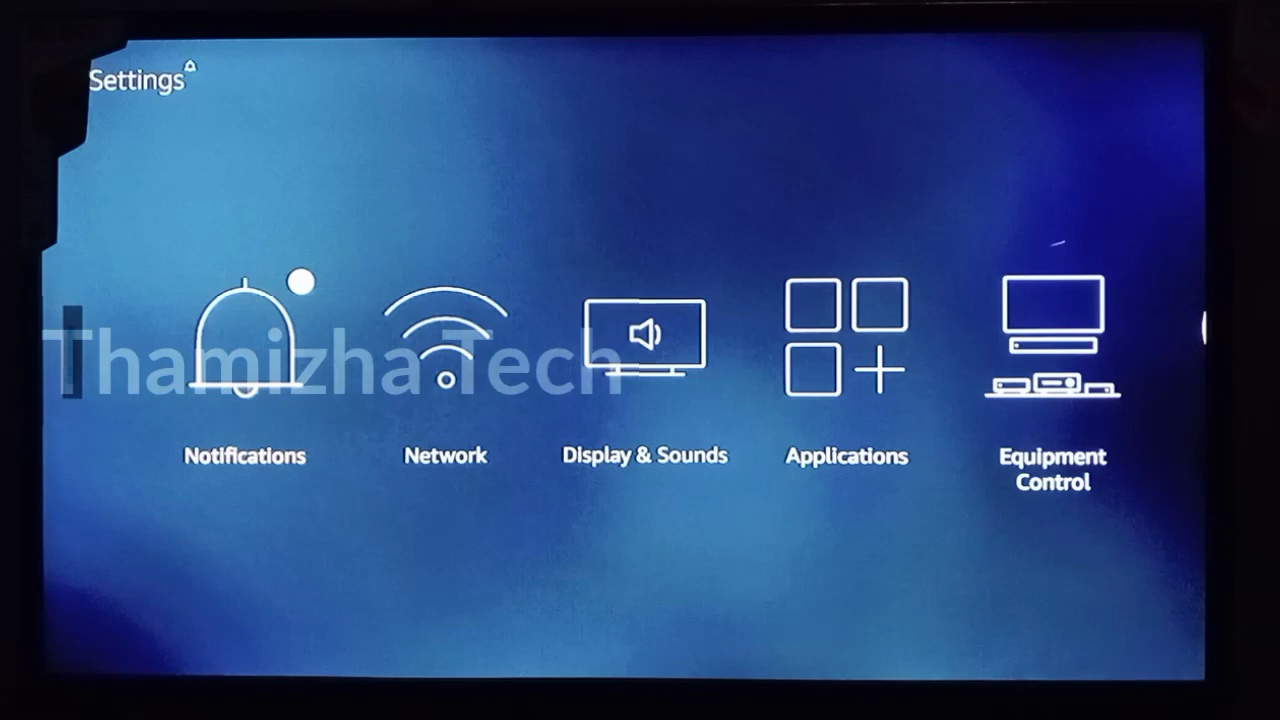 Settings
Thamizha Tech
Notifications
Network
Display & Sounds
Applications
Equipment
Control